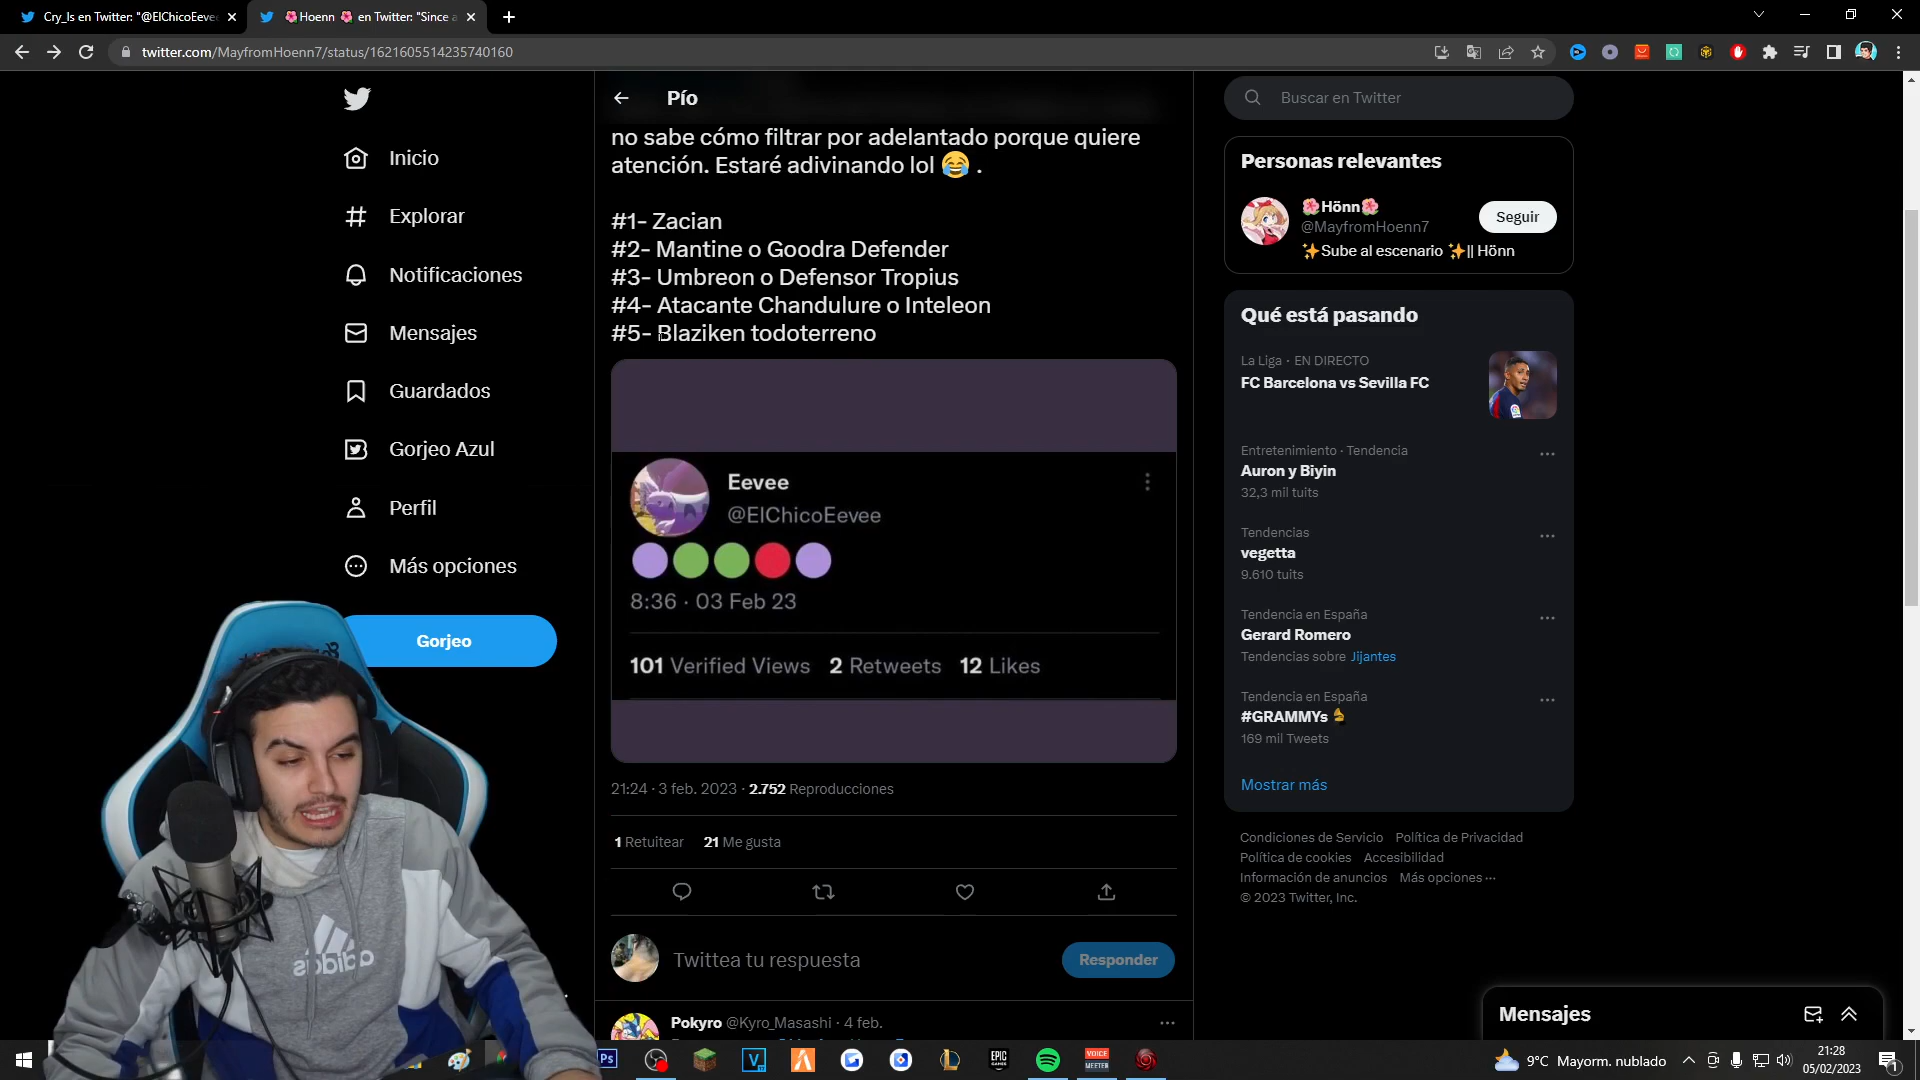 Cry_ls en Twitter: "@ElChicoEeve
🌸Hoenn 🌸 en Twitter: "Since a
twitter.com/MayfromHoenn7/status/1621605514235740160
Inicio
Explorar
Notificaciones
Mensajes
Guardados
Gorjeo Azul
Perfil
Más opciones
Gorjeo
Pío
no sabe cómo filtrar por adelantado porque quiere
atención. Estaré adivinando lol 😂 .
#1- Zacian
#2- Mantine o Goodra Defender
#3- Umbreon o Defensor Tropius
#4- Atacante Chandulure o Inteleon
#5- Blaziken todoterreno
Eevee
@ElChicoEevee
8:36 · 03 Feb 23
101 Verified Views 2 Retweets 12 Likes
21:24 · 3 feb. 2023 · 2.752 Reproducciones
1 Retuitear 21 Me gusta
Twittea tu respuesta
Responder
Pokyro @Kyro_Masashi · 4 feb.
Buscar en Twitter
Personas relevantes
🌸Hönn🌸
@MayfromHoenn7
Seguir
✨Sube al escenario ✨|| Hönn
Qué está pasando
La Liga · EN DIRECTO
FC Barcelona vs Sevilla FC
Entretenimiento · Tendencia
Auron y Biyin
32,3 mil tuits
Tendencias
vegetta
9.610 tuits
Tendencia en España
Gerard Romero
Tendencias sobre Jijantes
Tendencia en España
#GRAMMYs
169 mil Tweets
Mostrar más
Condiciones de Servicio Política de Privacidad
Política de cookies Accesibilidad
Información de anuncios Más opciones ···
© 2023 Twitter, Inc.
Mensajes
adidas
Ps
V
EPIC GAMES
VOICE MEETER
9°C Mayorm. nublado
21:28
05/02/2023
1